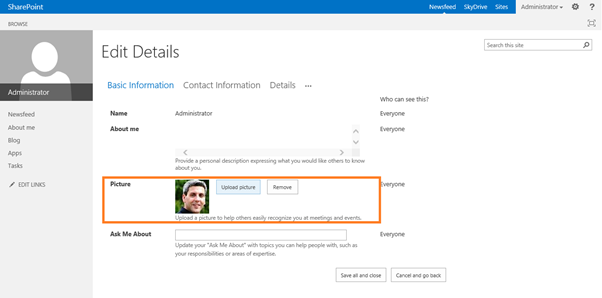 SharePoint
Newsfeed SkyDrive Sites Administrator ?
BROWSE
Edit Details
Search this site
Administrator
Newsfeed
About me
Blog
Apps
Tasks
EDIT LINKS
Basic Information Contact Information Details ...
Who can see this?
Name Administrator Everyone
About me Everyone
Provide a personal description expressing what you would like others to know
about you.
Picture Upload picture Remove Everyone
Upload a picture to help others easily recognize you at meetings and events.
Ask Me About Everyone
Update your "Ask Me About" with topics you can help people with, such as
your responsibilities or areas of expertise.
Save all and close Cancel and go back